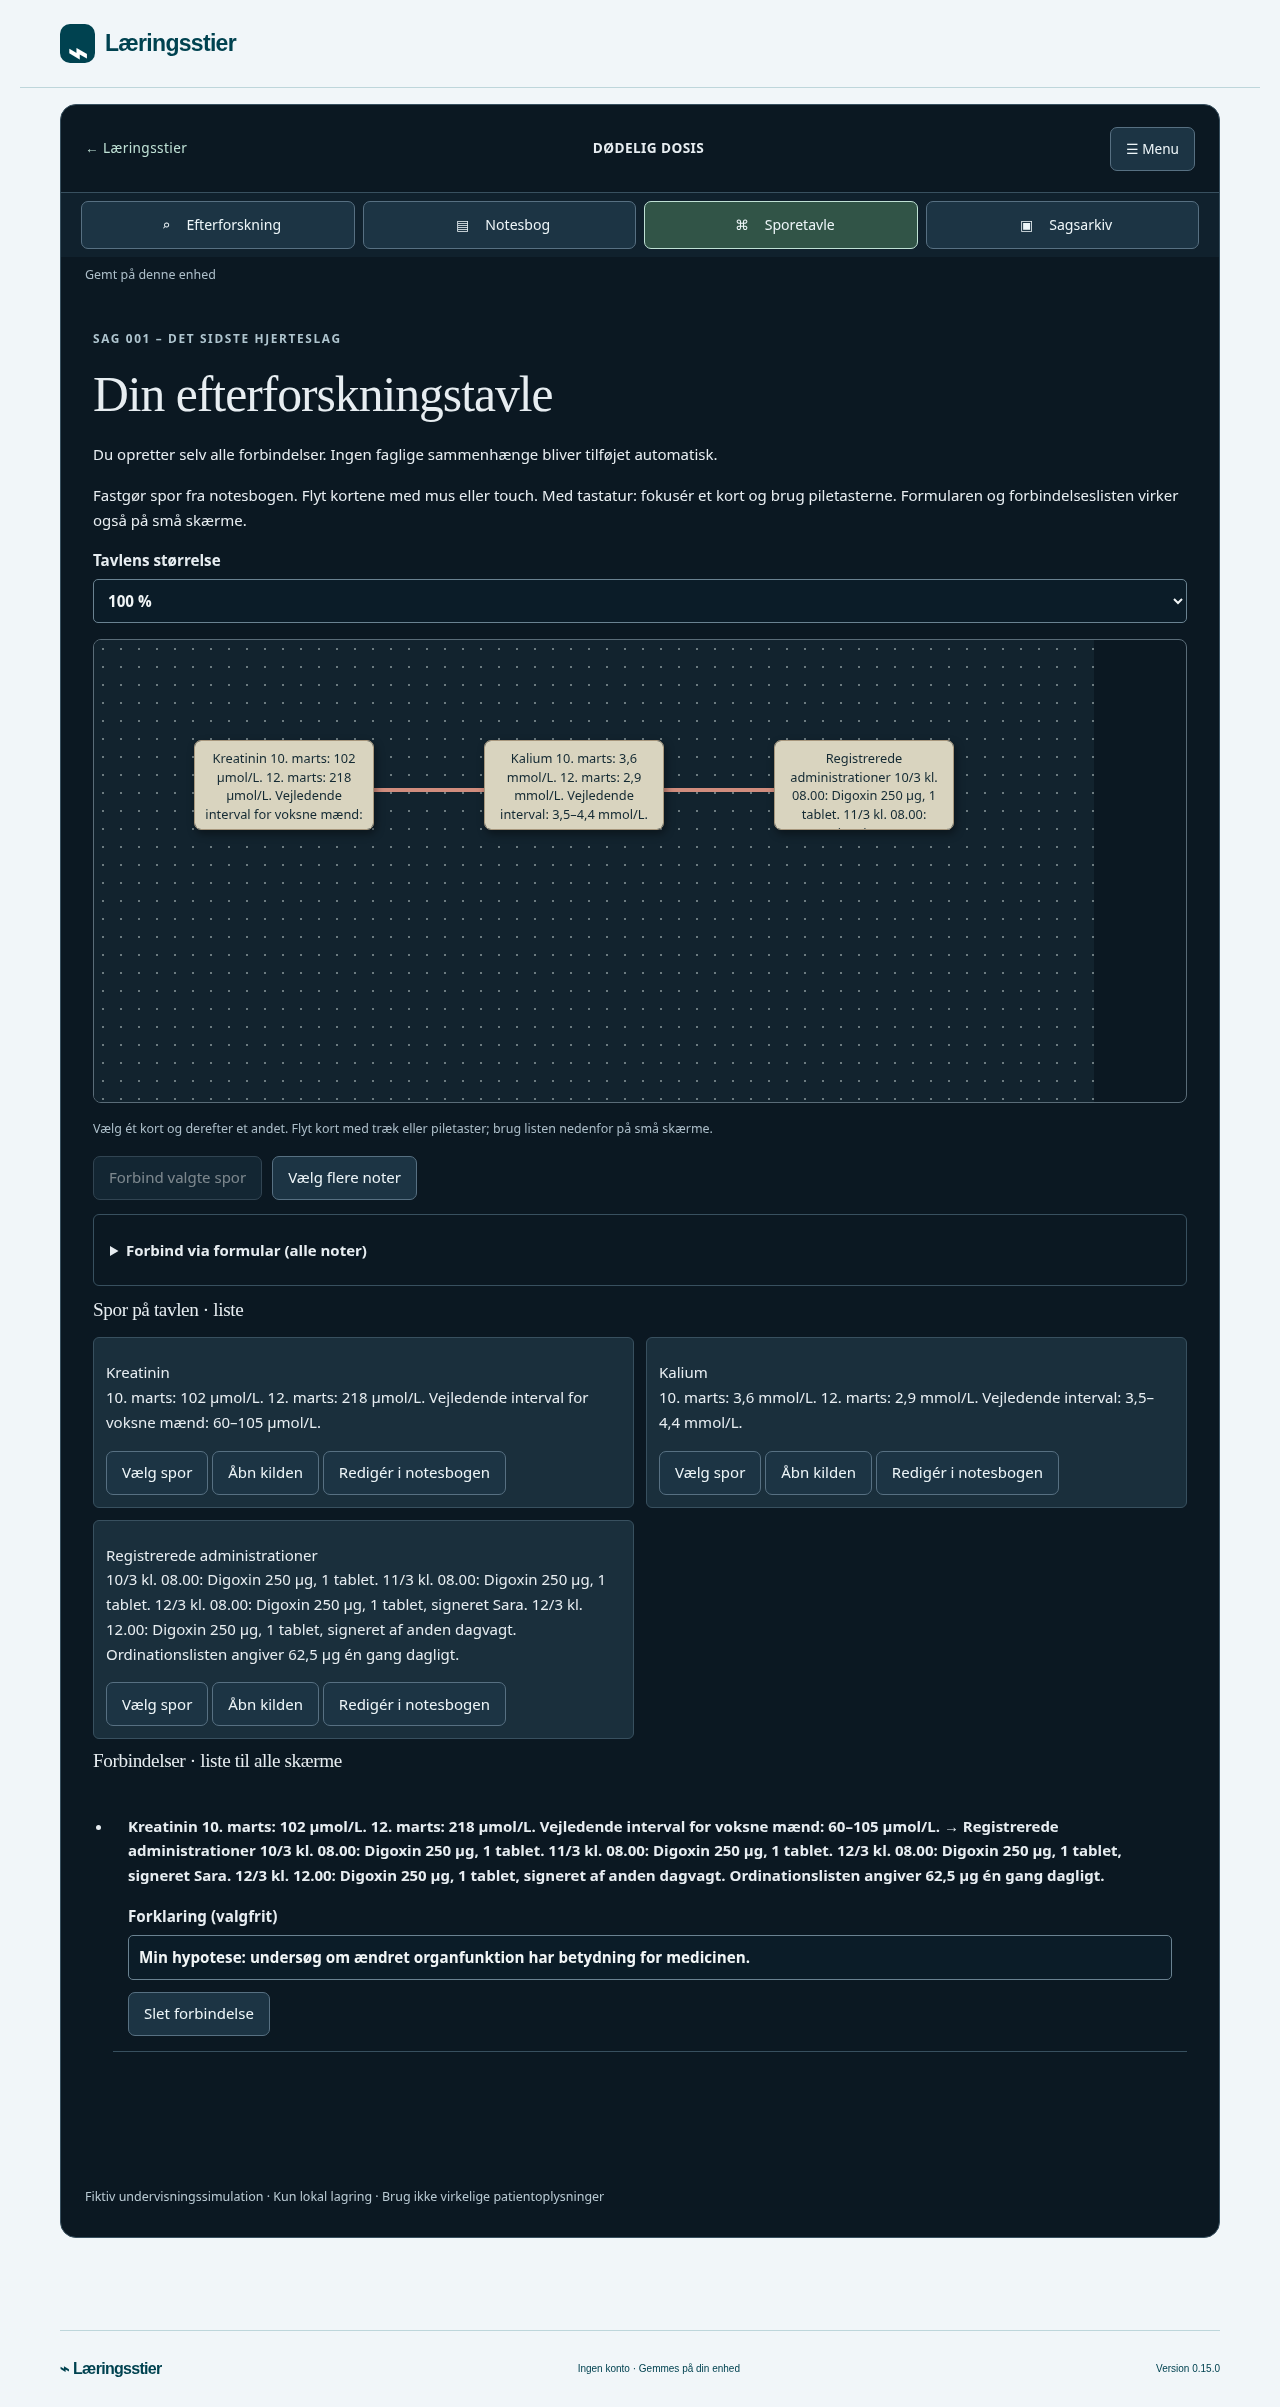 Læringsstier
← Læringsstier
DØDELIG DOSIS
☰ Menu
⌕ Efterforskning
▤ Notesbog
⌘ Sporetavle
▣ Sagsarkiv
Gemt på denne enhed
SAG 001 – DET SIDSTE HJERTESLAG
Din efterforskningstavle
Du opretter selv alle forbindelser. Ingen faglige sammenhænge bliver tilføjet automatisk.
Fastgør spor fra notesbogen. Flyt kortene med mus eller touch. Med tastatur: fokusér et kort og brug piletasterne. Formularen og forbindelseslisten virker
også på små skærme.
Tavlens størrelse
100 %
Kreatinin 10. marts: 102
µmol/L. 12. marts: 218
µmol/L. Vejledende
interval for voksne mænd:
Kalium 10. marts: 3,6
mmol/L. 12. marts: 2,9
mmol/L. Vejledende
interval: 3,5–4,4 mmol/L.
Registrerede
administrationer 10/3 kl.
08.00: Digoxin 250 µg, 1
tablet. 11/3 kl. 08.00:
Vælg ét kort og derefter et andet. Flyt kort med træk eller piletaster; brug listen nedenfor på små skærme.
Forbind valgte spor
Vælg flere noter
▶ Forbind via formular (alle noter)
Spor på tavlen · liste
Kreatinin
10. marts: 102 µmol/L. 12. marts: 218 µmol/L. Vejledende interval for
voksne mænd: 60–105 µmol/L.
Vælg spor
Åbn kilden
Redigér i notesbogen
Kalium
10. marts: 3,6 mmol/L. 12. marts: 2,9 mmol/L. Vejledende interval: 3,5–
4,4 mmol/L.
Vælg spor
Åbn kilden
Redigér i notesbogen
Registrerede administrationer
10/3 kl. 08.00: Digoxin 250 µg, 1 tablet. 11/3 kl. 08.00: Digoxin 250 µg, 1
tablet. 12/3 kl. 08.00: Digoxin 250 µg, 1 tablet, signeret Sara. 12/3 kl.
12.00: Digoxin 250 µg, 1 tablet, signeret af anden dagvagt.
Ordinationslisten angiver 62,5 µg én gang dagligt.
Vælg spor
Åbn kilden
Redigér i notesbogen
Forbindelser · liste til alle skærme
• Kreatinin 10. marts: 102 µmol/L. 12. marts: 218 µmol/L. Vejledende interval for voksne mænd: 60–105 µmol/L. → Registrerede
administrationer 10/3 kl. 08.00: Digoxin 250 µg, 1 tablet. 11/3 kl. 08.00: Digoxin 250 µg, 1 tablet. 12/3 kl. 08.00: Digoxin 250 µg, 1 tablet,
signeret Sara. 12/3 kl. 12.00: Digoxin 250 µg, 1 tablet, signeret af anden dagvagt. Ordinationslisten angiver 62,5 µg én gang dagligt.
Forklaring (valgfrit)
Min hypotese: undersøg om ændret organfunktion har betydning for medicinen.
Slet forbindelse
Fiktiv undervisningssimulation · Kun lokal lagring · Brug ikke virkelige patientoplysninger
Læringsstier
Ingen konto · Gemmes på din enhed
Version 0.15.0